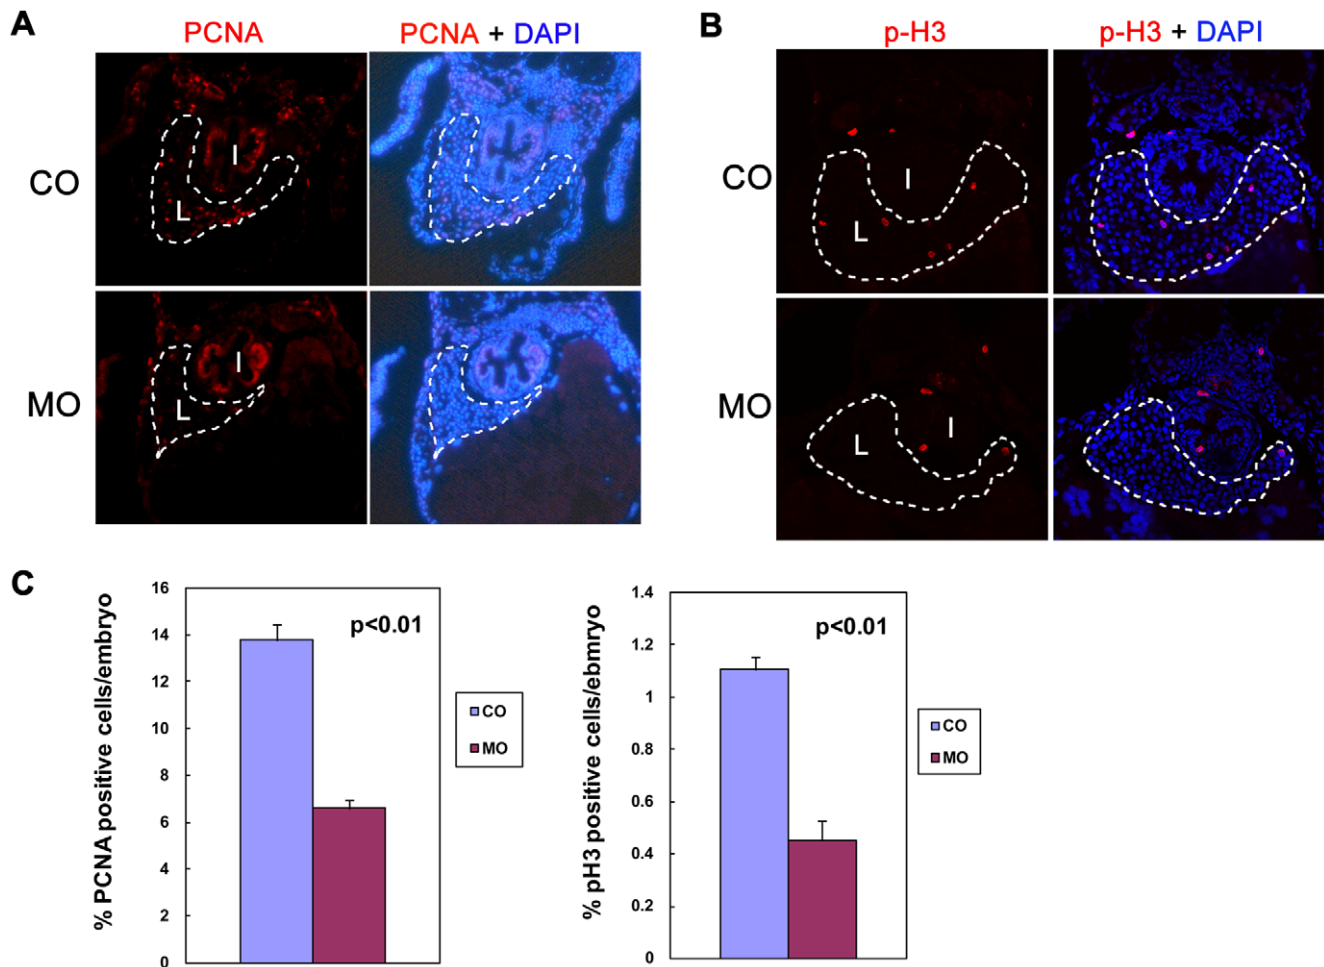 A
PCNA
PCNA + DAPI
CO
I
L
MO
I
L
B
p-H3
p-H3 + DAPI
CO
I
L
MO
L
I
C
% PCNA positive cells/embryo
16
14
12
10
8
6
4
2
0
p<0.01
CO
MO
% pH3 positive cells/ebmryo
1.4
1.2
1
0.8
0.6
0.4
0.2
0
p<0.01
CO
MO